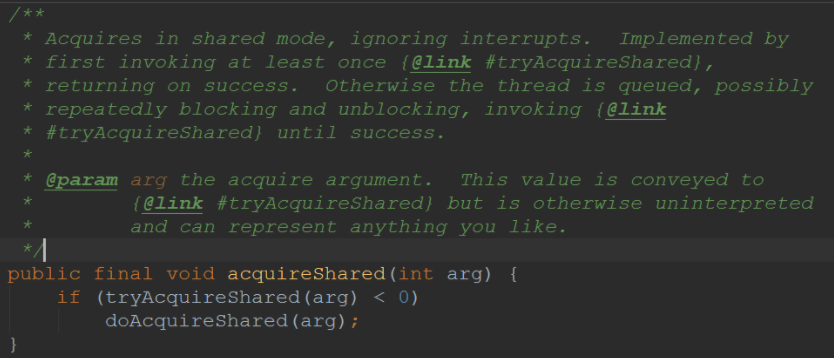 /**
 * Acquires in shared mode, ignoring interrupts.  Implemented by
 * first invoking at least once {@link #tryAcquireShared},
 * returning on success.  Otherwise the thread is queued, possibly
 * repeatedly blocking and unblocking, invoking {@link
 * #tryAcquireShared} until success.
 *
 * @param arg the acquire argument.  This value is conveyed to
 *        {@link #tryAcquireShared} but is otherwise uninterpreted
 *        and can represent anything you like.
 */
public final void acquireShared(int arg) {
    if (tryAcquireShared(arg) < 0)
        doAcquireShared(arg);
}